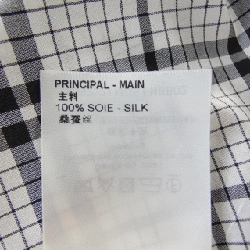 PRINCIPAL - MAIN
主料
100% SOIE - SILK
桑蚕丝